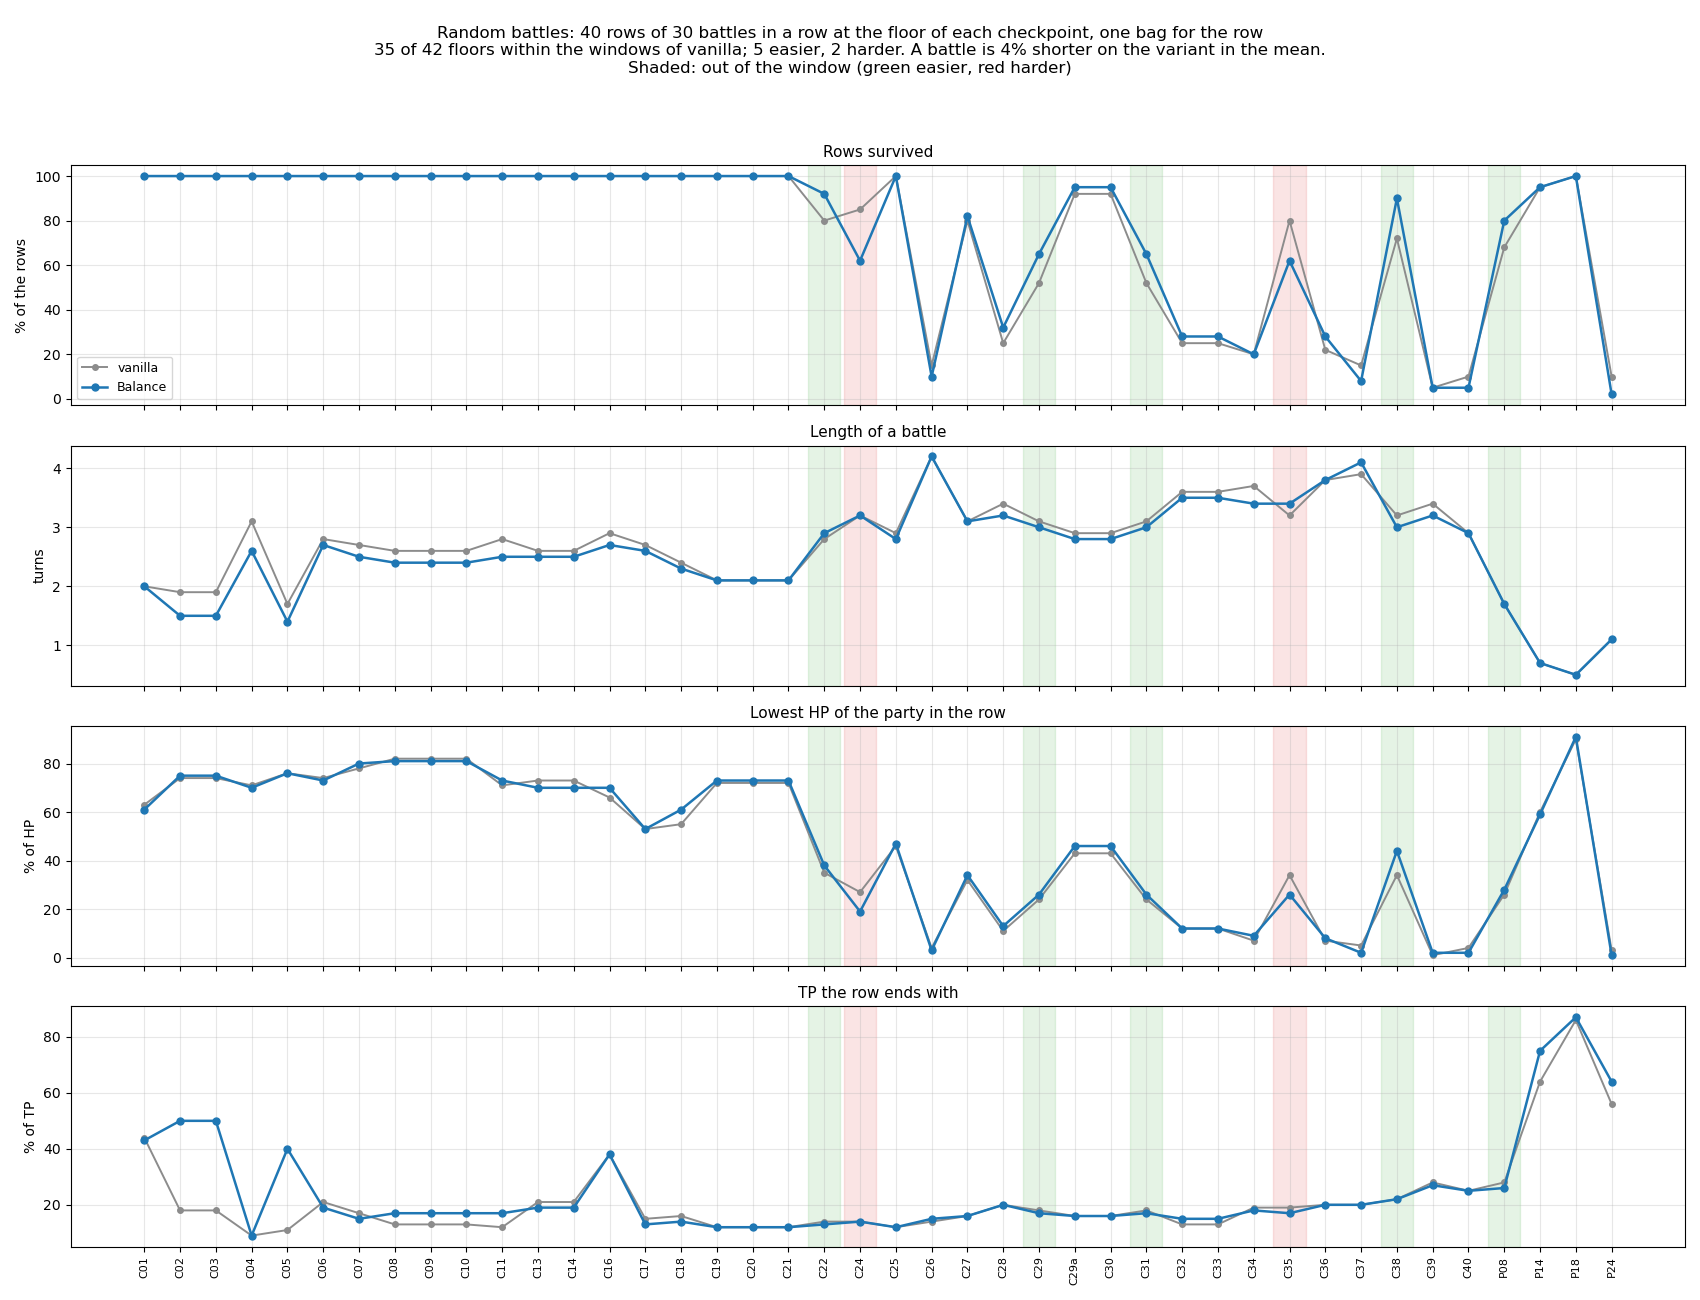 Random battles: 40 rows of 30 battles in a row at the floor of each checkpoint, one bag for the row
35 of 42 floors within the windows of vanilla; 5 easier, 2 harder. A battle is 4% shorter on the variant in the mean.
Shaded: out of the window (green easier, red harder)
Rows survived
% of the rows
100
80
60
40
20
0
vanilla
Balance
Length of a battle
turns
4
3
2
1
Lowest HP of the party in the row
% of HP
80
60
40
20
0
TP the row ends with
% of TP
80
60
40
20
C01
C02
C03
C04
C05
C06
C07
C08
C09
C10
C11
C13
C14
C16
C17
C18
C19
C20
C21
C22
C24
C25
C26
C27
C28
C29
C29a
C30
C31
C32
C33
C34
C35
C36
C37
C38
C39
C40
P08
P14
P18
P24